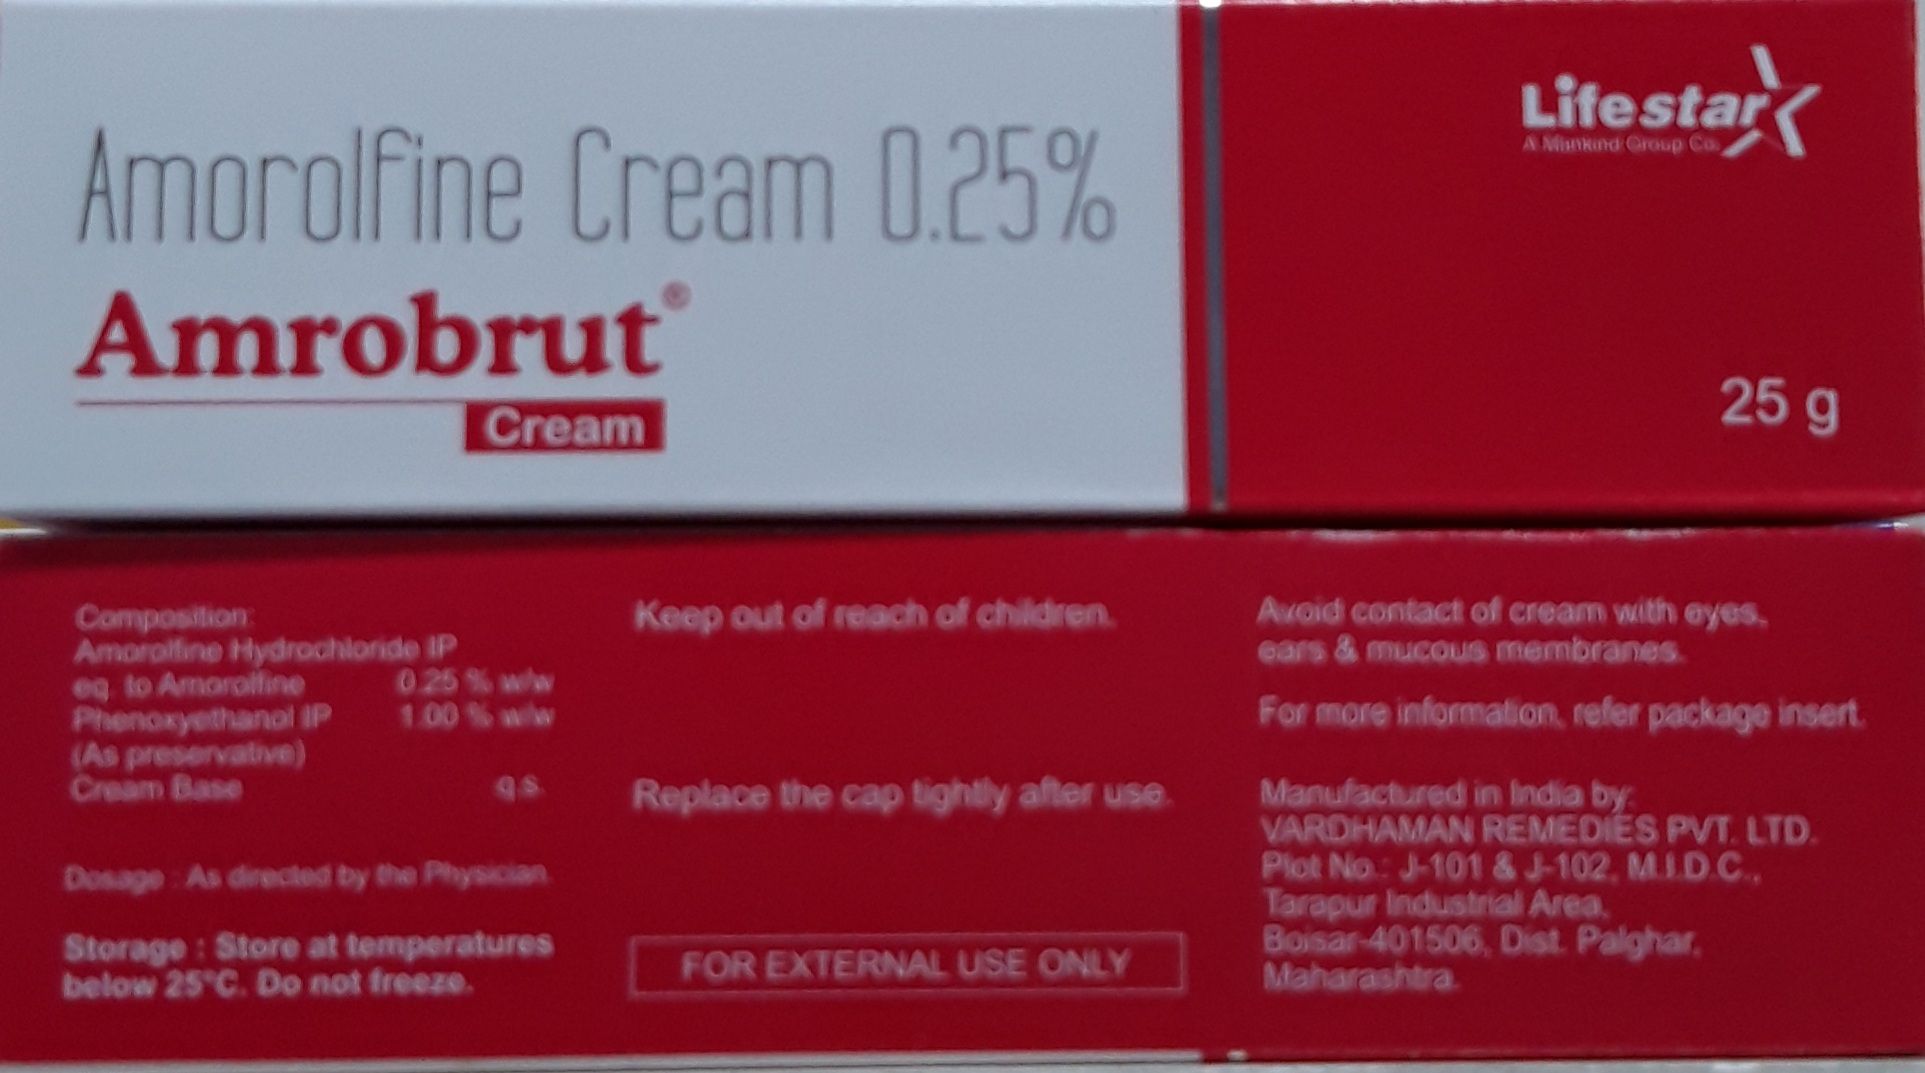 Amorolfine Cream 0.25%
Amrobrut®
Cream
Lifestar
A Mankind Group Co.
25 g
Composition:
Amorolfine Hydrochloride IP
eq. to Amorolfine 0.25 % w/w
Phenoxyethanol IP 1.00 % w/w
(As preservative)
Cream Base q.s.
Dosage : As directed by the Physician.
Storage : Store at temperatures
below 25°C. Do not freeze.
Keep out of reach of children.
Replace the cap tightly after use.
FOR EXTERNAL USE ONLY
Avoid contact of cream with eyes,
ears & mucous membranes.
For more information, refer package insert.
Manufactured in India by:
VARDHAMAN REMEDIES PVT. LTD.
Plot No.: J-101 & J-102, M.I.D.C.,
Tarapur Industrial Area,
Boisar-401506, Dist. Palghar,
Maharashtra.